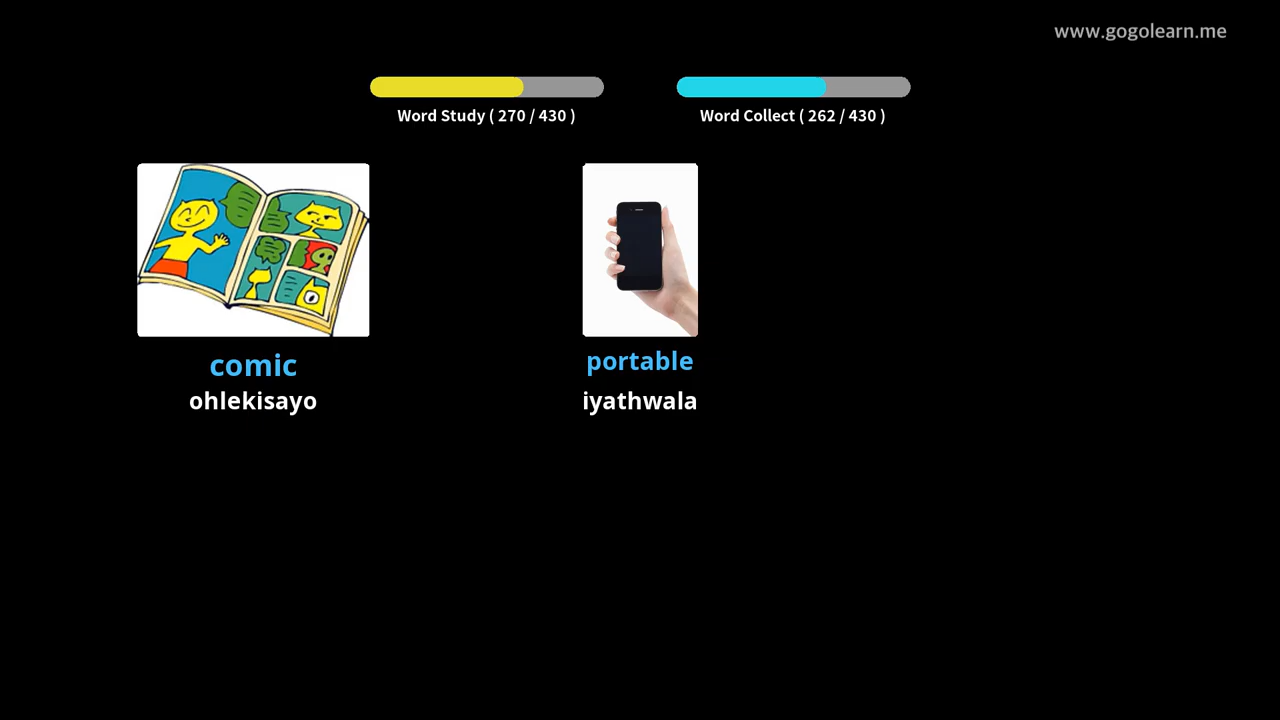 www.gogolearn.me
Word Study ( 270 / 430 )
Word Collect ( 262 / 430 )
comic
ohlekisayo
portable
iyathwala